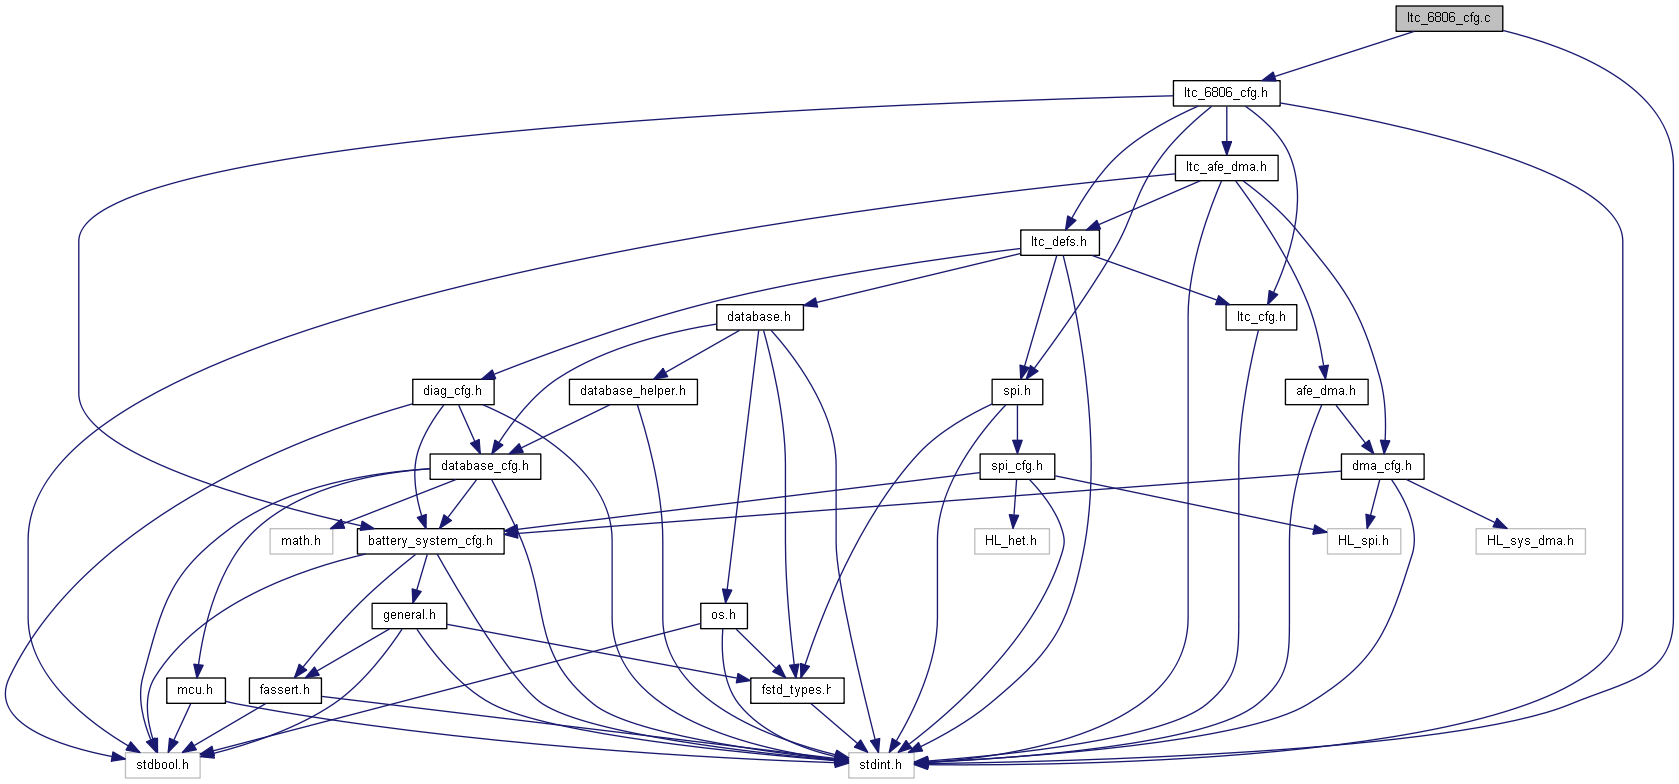 ltc_6806_cfg.c
ltc_6806_cfg.h
ltc_afe_dma.h
ltc_defs.h
database.h
ltc_cfg.h
diag_cfg.h
database_helper.h
spi.h
afe_dma.h
database_cfg.h
spi_cfg.h
dma_cfg.h
math.h
battery_system_cfg.h
HL_het.h
HL_spi.h
HL_sys_dma.h
general.h
os.h
mcu.h
fassert.h
fstd_types.h
stdbool.h
stdint.h